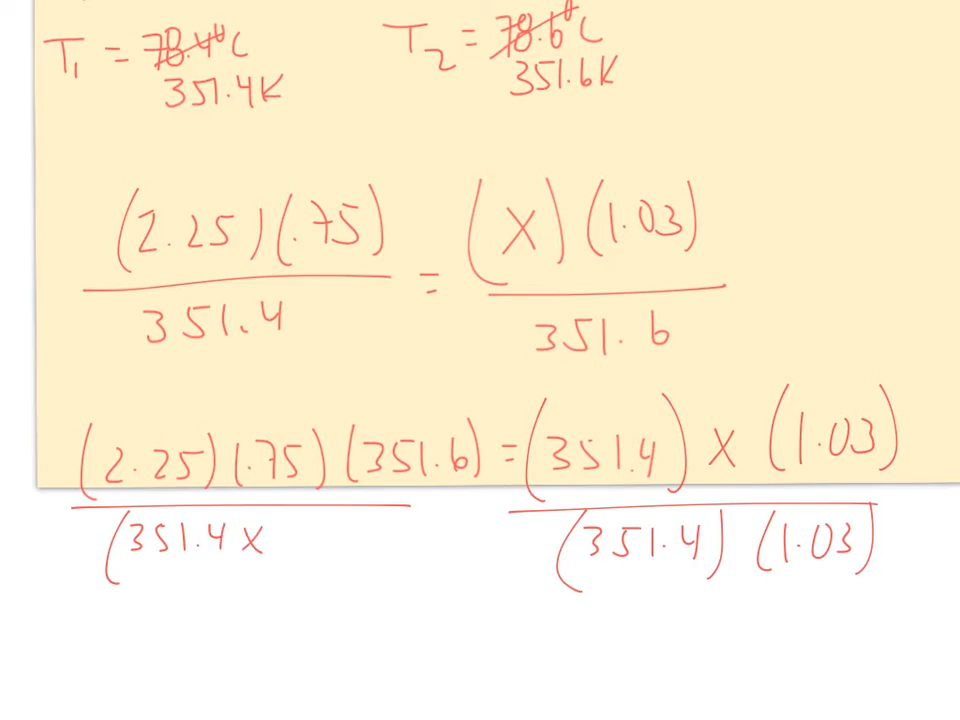 T₁ = 78.4°C T₂ = 78.6°C
351.4K 351.6K
(2.25)(.75) = (X)(1.03)
351.4 351.6
(2.25)(.75)(351.6) = (351.4) X (1.03)
(351.4 x (351.4)(1.03)